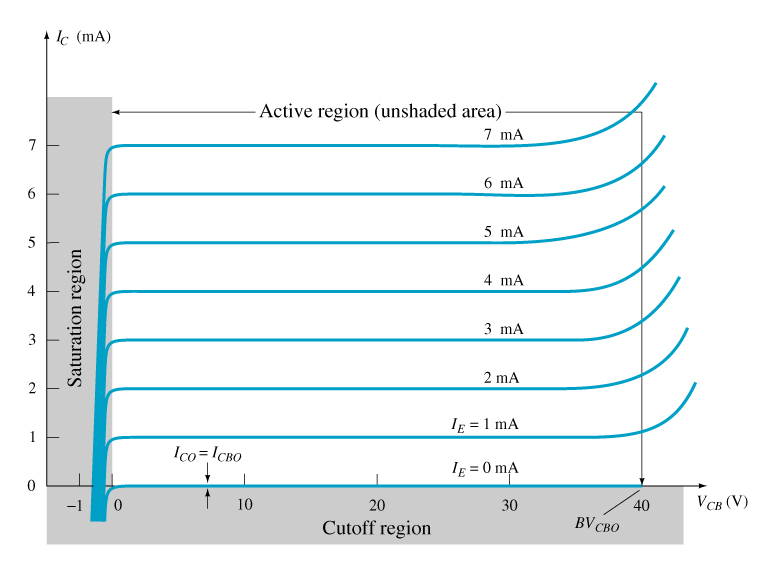 I_C (mA)
Active region (unshaded area)
7 mA
7
6 mA
6
5 mA
5
4 mA
4
Saturation region
3 mA
3
2 mA
2
I_E = 1 mA
1
I_CO = I_CBO
I_E = 0 mA
0
−1 0 10 20 30 40 V_CB (V)
BV_CBO
Cutoff region